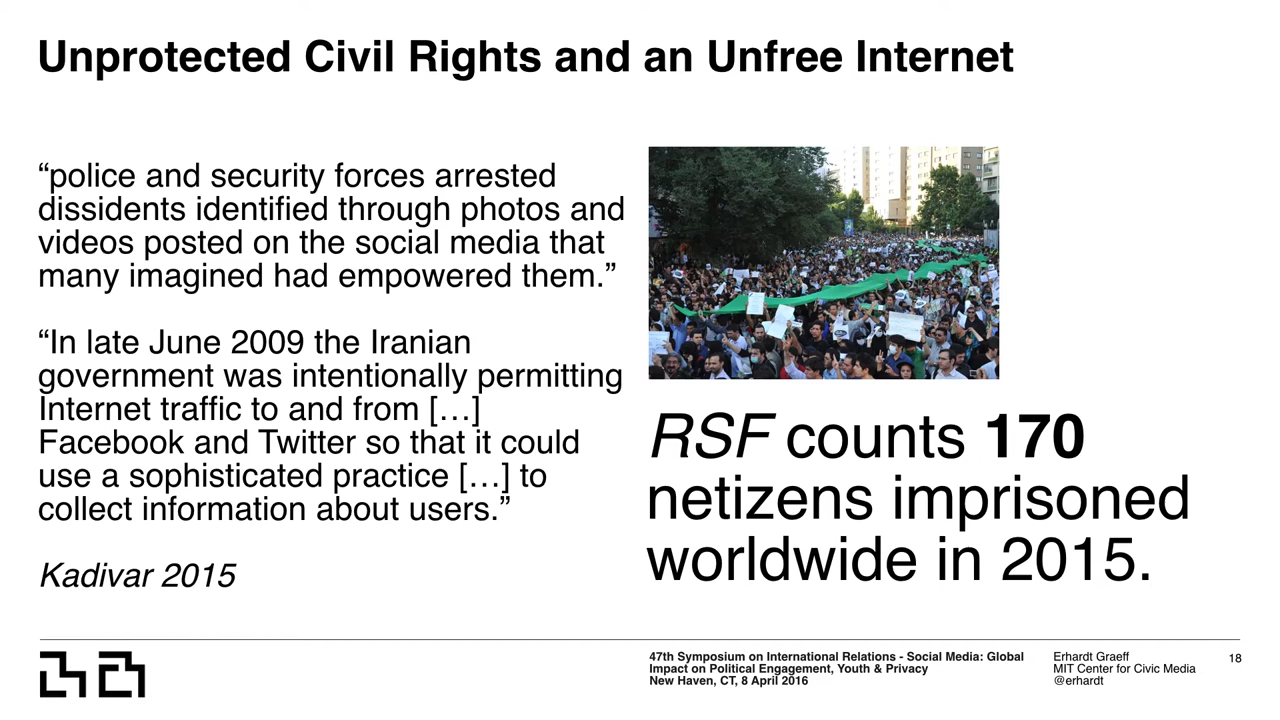 Unprotected Civil Rights and an Unfree Internet
“police and security forces arrested
dissidents identified through photos and
videos posted on the social media that
many imagined had empowered them.”
“In late June 2009 the Iranian
government was intentionally permitting
Internet traffic to and from […]
Facebook and Twitter so that it could
use a sophisticated practice […] to
collect information about users.”
Kadivar 2015
RSF counts 170
netizens imprisoned
worldwide in 2015.
47th Symposium on International Relations - Social Media: Global
Impact on Political Engagement, Youth & Privacy
New Haven, CT, 8 April 2016
Erhardt Graeff
MIT Center for Civic Media
@erhardt
18